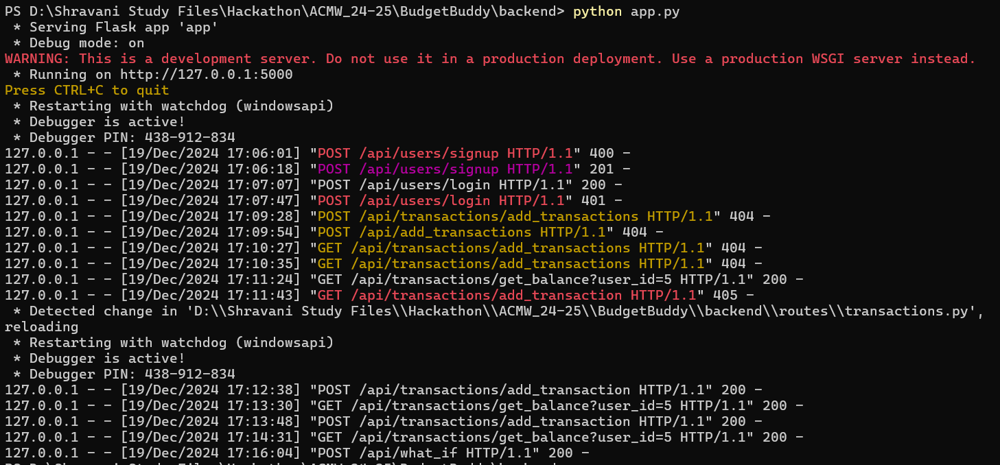 PS D:\Shravani Study Files\Hackathon\ACMW_24-25\BudgetBuddy\backend> python app.py
 * Serving Flask app 'app'
 * Debug mode: on
WARNING: This is a development server. Do not use it in a production deployment. Use a production WSGI server instead.
 * Running on http://127.0.0.1:5000
Press CTRL+C to quit
 * Restarting with watchdog (windowsapi)
 * Debugger is active!
 * Debugger PIN: 438-912-834
127.0.0.1 - - [19/Dec/2024 17:06:01] "POST /api/users/signup HTTP/1.1" 400 -
127.0.0.1 - - [19/Dec/2024 17:06:18] "POST /api/users/signup HTTP/1.1" 201 -
127.0.0.1 - - [19/Dec/2024 17:07:07] "POST /api/users/login HTTP/1.1" 200 -
127.0.0.1 - - [19/Dec/2024 17:07:47] "POST /api/users/login HTTP/1.1" 401 -
127.0.0.1 - - [19/Dec/2024 17:09:28] "POST /api/transactions/add_transactions HTTP/1.1" 404 -
127.0.0.1 - - [19/Dec/2024 17:09:54] "POST /api/add_transactions HTTP/1.1" 404 -
127.0.0.1 - - [19/Dec/2024 17:10:27] "GET /api/transactions/add_transactions HTTP/1.1" 404 -
127.0.0.1 - - [19/Dec/2024 17:10:35] "GET /api/transactions/add_transactions HTTP/1.1" 404 -
127.0.0.1 - - [19/Dec/2024 17:11:24] "GET /api/transactions/get_balance?user_id=5 HTTP/1.1" 200 -
127.0.0.1 - - [19/Dec/2024 17:11:43] "GET /api/transactions/add_transaction HTTP/1.1" 405 -
 * Detected change in 'D:\\Shravani Study Files\\Hackathon\\ACMW_24-25\\BudgetBuddy\\backend\\routes\\transactions.py',
reloading
 * Restarting with watchdog (windowsapi)
 * Debugger is active!
 * Debugger PIN: 438-912-834
127.0.0.1 - - [19/Dec/2024 17:12:38] "POST /api/transactions/add_transaction HTTP/1.1" 200 -
127.0.0.1 - - [19/Dec/2024 17:13:30] "GET /api/transactions/get_balance?user_id=5 HTTP/1.1" 200 -
127.0.0.1 - - [19/Dec/2024 17:13:48] "POST /api/transactions/add_transaction HTTP/1.1" 200 -
127.0.0.1 - - [19/Dec/2024 17:14:31] "GET /api/transactions/get_balance?user_id=5 HTTP/1.1" 200 -
127.0.0.1 - - [19/Dec/2024 17:16:04] "POST /api/what_if HTTP/1.1" 200 -